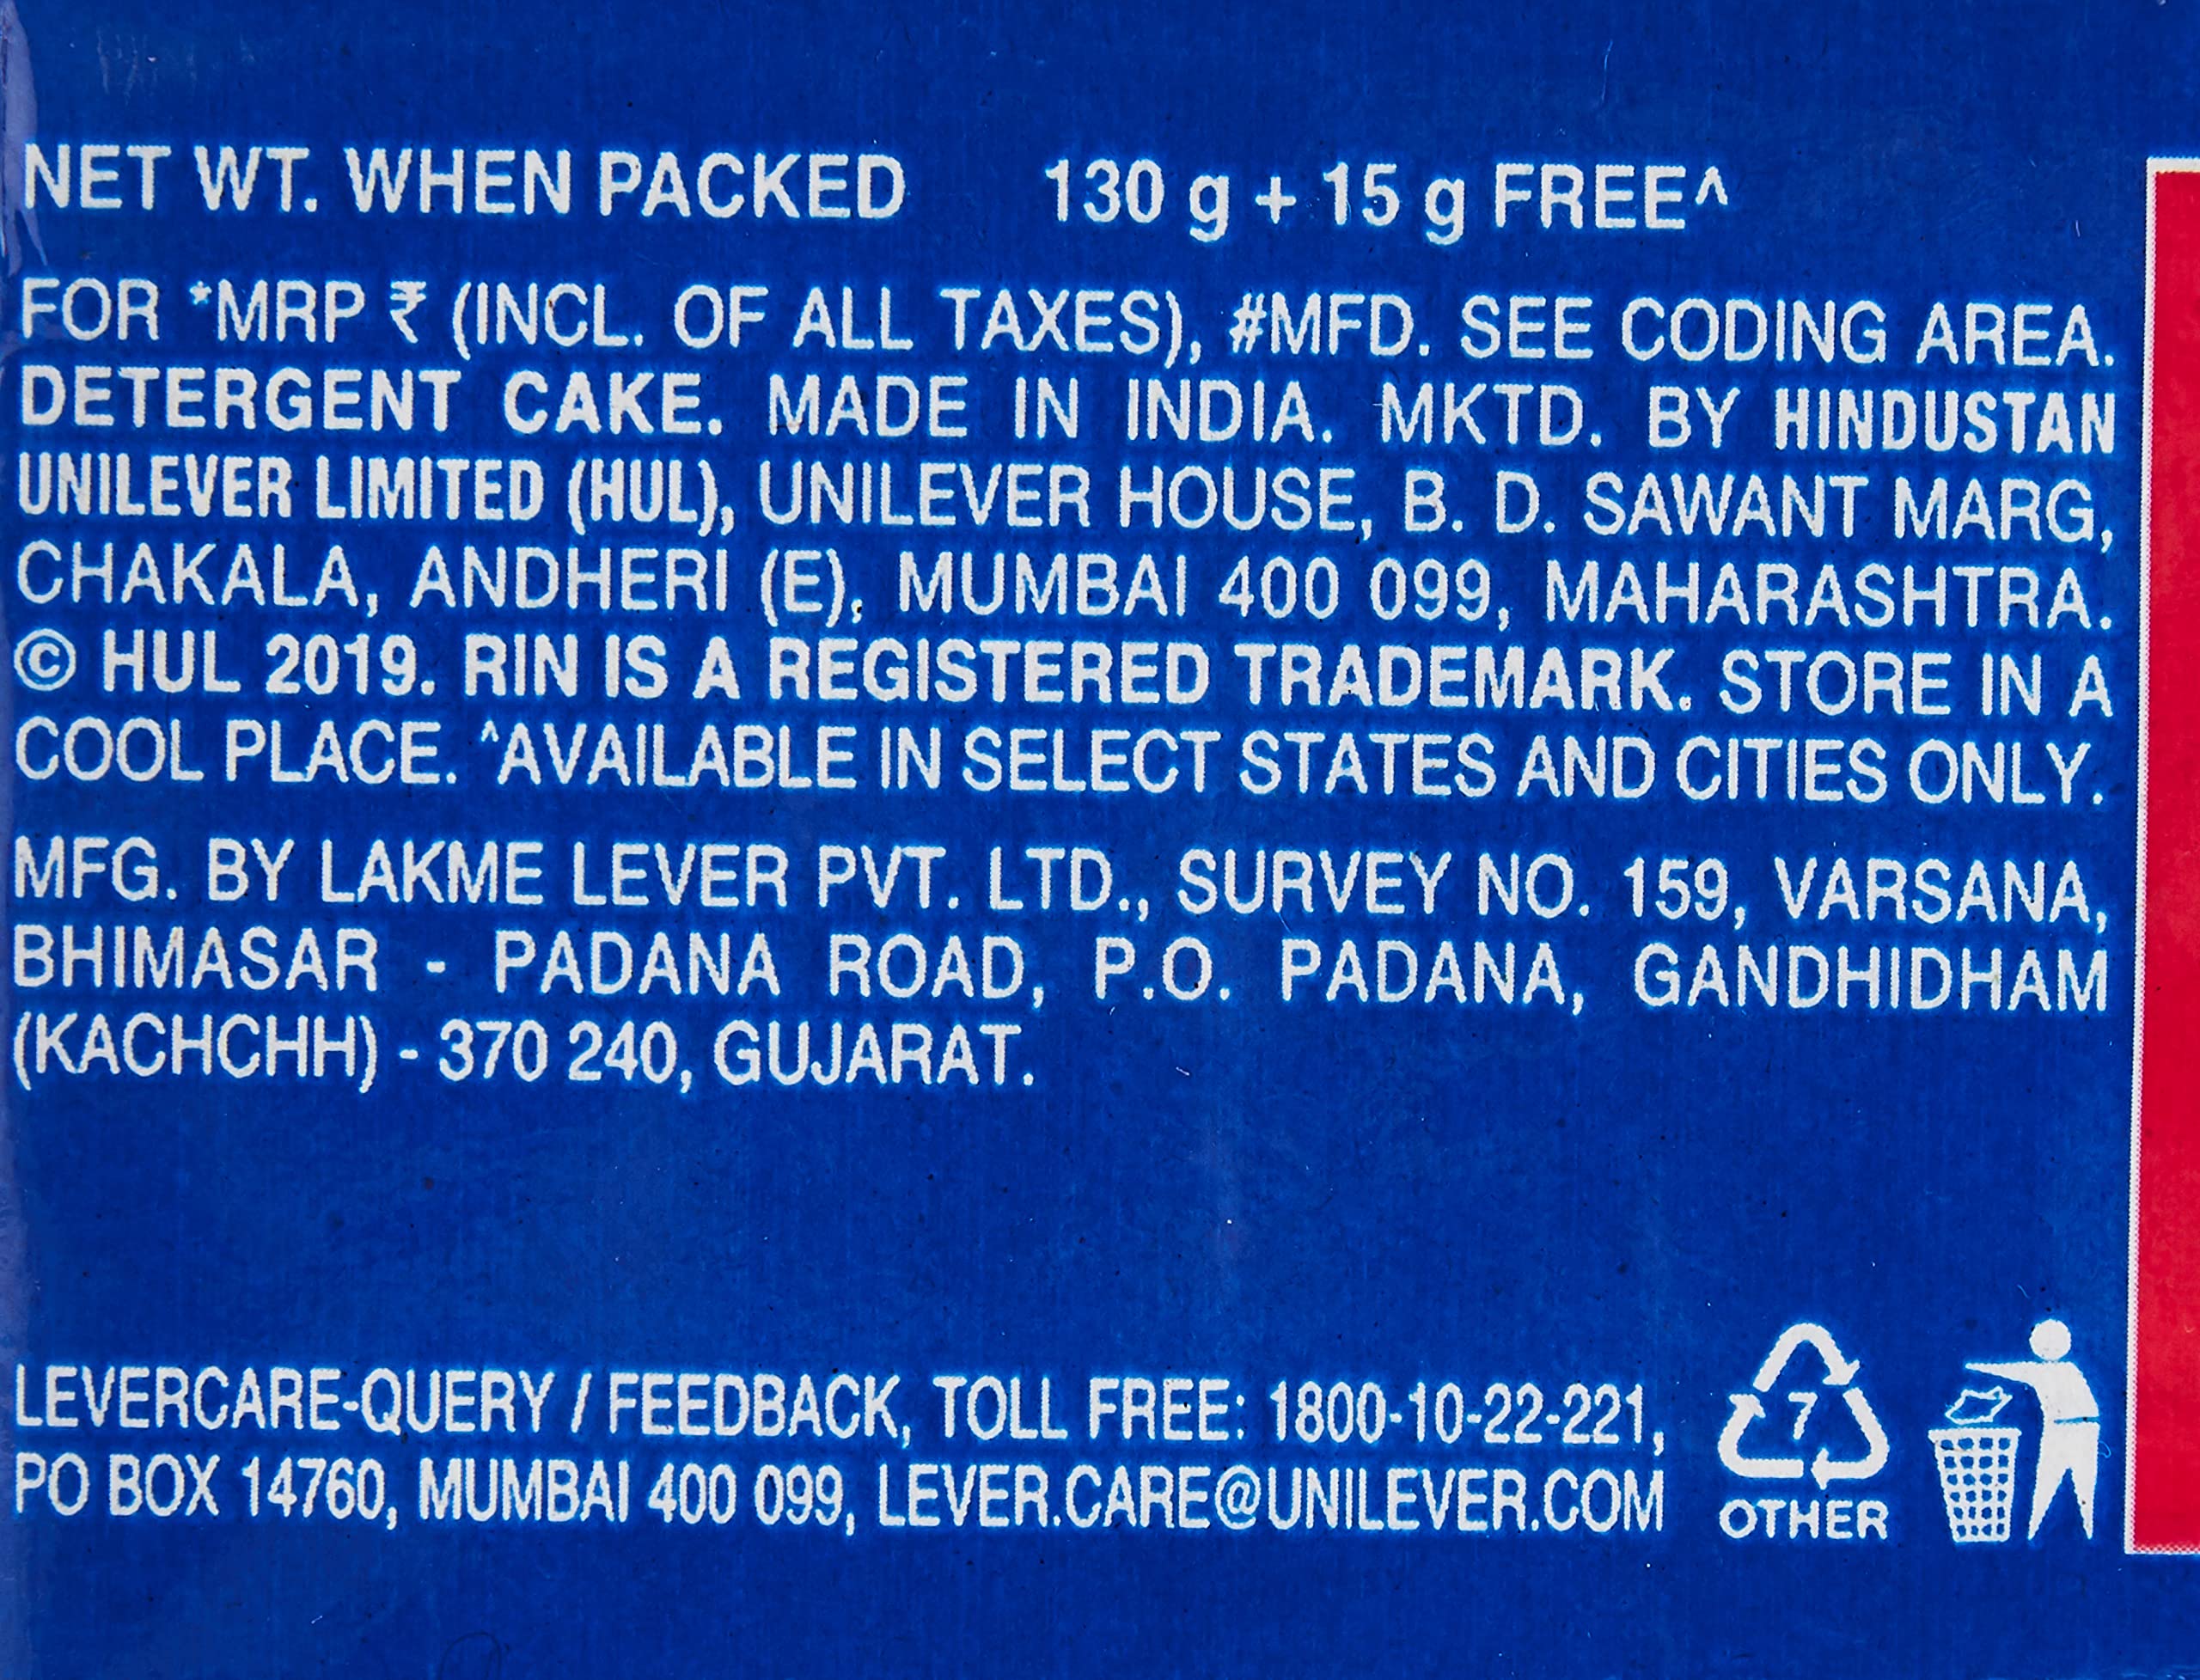 NET WT. WHEN PACKED 130 g + 15 g FREE^
FOR *MRP ₹ (INCL. OF ALL TAXES), #MFD. SEE CODING AREA.
DETERGENT CAKE. MADE IN INDIA. MKTD. BY HINDUSTAN
UNILEVER LIMITED (HUL), UNILEVER HOUSE, B. D. SAWANT MARG,
CHAKALA, ANDHERI (E), MUMBAI 400 099, MAHARASHTRA.
© HUL 2019. RIN IS A REGISTERED TRADEMARK. STORE IN A
COOL PLACE. ^AVAILABLE IN SELECT STATES AND CITIES ONLY.
MFG. BY LAKME LEVER PVT. LTD., SURVEY NO. 159, VARSANA,
BHIMASAR - PADANA ROAD, P.O. PADANA, GANDHIDHAM
(KACHCHH) - 370 240, GUJARAT.
LEVERCARE-QUERY / FEEDBACK, TOLL FREE: 1800-10-22-221,
PO BOX 14760, MUMBAI 400 099, LEVER.CARE@UNILEVER.COM
7
OTHER